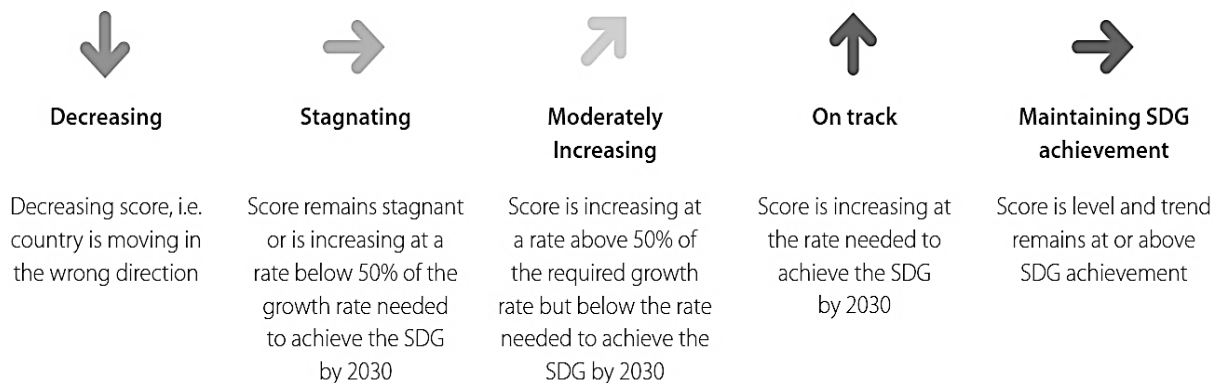 Decreasing
Decreasing score, i.e.
country is moving in
the wrong direction
Stagnating
Score remains stagnant
or is increasing at a
rate below 50% of the
growth rate needed
to achieve the SDG
by 2030
Moderately
Increasing
Score is increasing at
a rate above 50% of
the required growth
rate but below the rate
needed to achieve the
SDG by 2030
On track
Score is increasing at
the rate needed to
achieve the SDG
by 2030
Maintaining SDG
achievement
Score is level and trend
remains at or above
SDG achievement